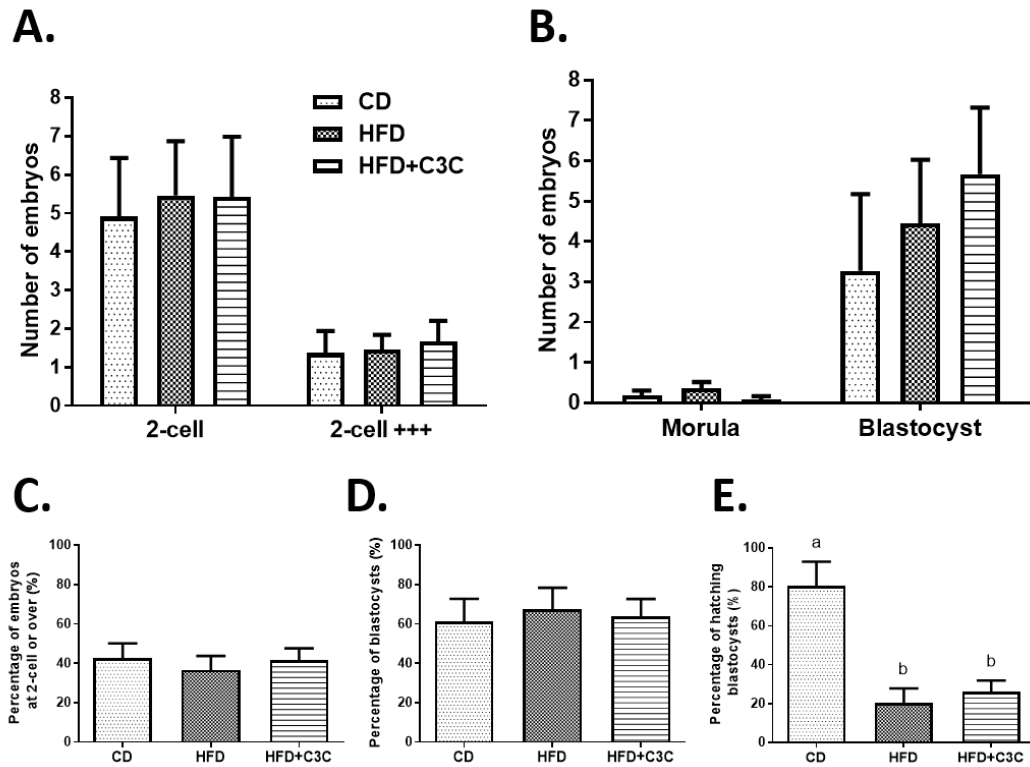 A.
Number of embryos
8
7
6
5
4
3
2
1
0
CD
HFD
HFD+C3C
2-cell
2-cell +++
B.
Number of embryos
8
7
6
5
4
3
2
1
0
Morula
Blastocyst
C.
Percentage of embryos
at 2-cell or over (%)
100
80
60
40
20
0
CD
HFD
HFD+C3C
D.
Percentage of blastocysts (%)
100
80
60
40
20
0
CD
HFD
HFD+C3C
E.
Percentage of hatching
blastocysts (%)
100
80
60
40
20
0
a
b
b
CD
HFD
HFD+C3C